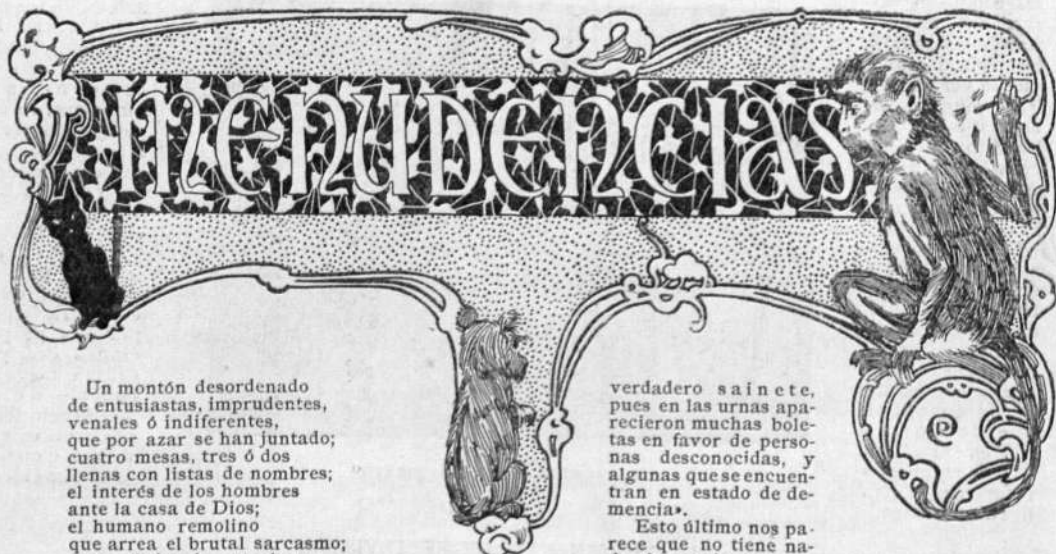 MENUDENCIAS
Un montón desordenado
de entusiastas, imprudentes,
venales ó indiferentes,
que por azar se han juntado;
cuatro mesas, tres ó dos
llenas con listas de nombres;
el interés de los hombres
ante la casa de Dios;
el humano remolino
que arrea el brutal sarcasmo;
verdadero sainete,
pues en las urnas apa-
recieron muchas bole-
tas en favor de perso-
nas desconocidas, y
algunas que se encuen-
tran en estado de de-
mencia».
Esto último nos pa-
rece que no tiene na-